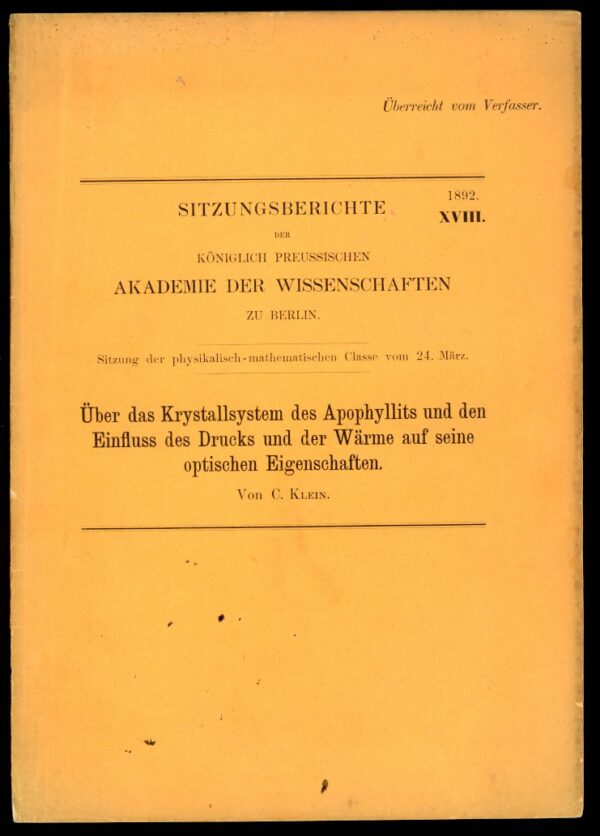 Überreicht vom Verfasser.
1892.
XVIII.
SITZUNGSBERICHTE
DER
KÖNIGLICH PREUSSISCHEN
AKADEMIE DER WISSENSCHAFTEN
ZU BERLIN.
Sitzung der physikalisch-mathematischen Classe vom 24. März.
Über das Krystallsystem des Apophyllits und den
Einfluss des Drucks und der Wärme auf seine
optischen Eigenschaften.
Von C. Klein.